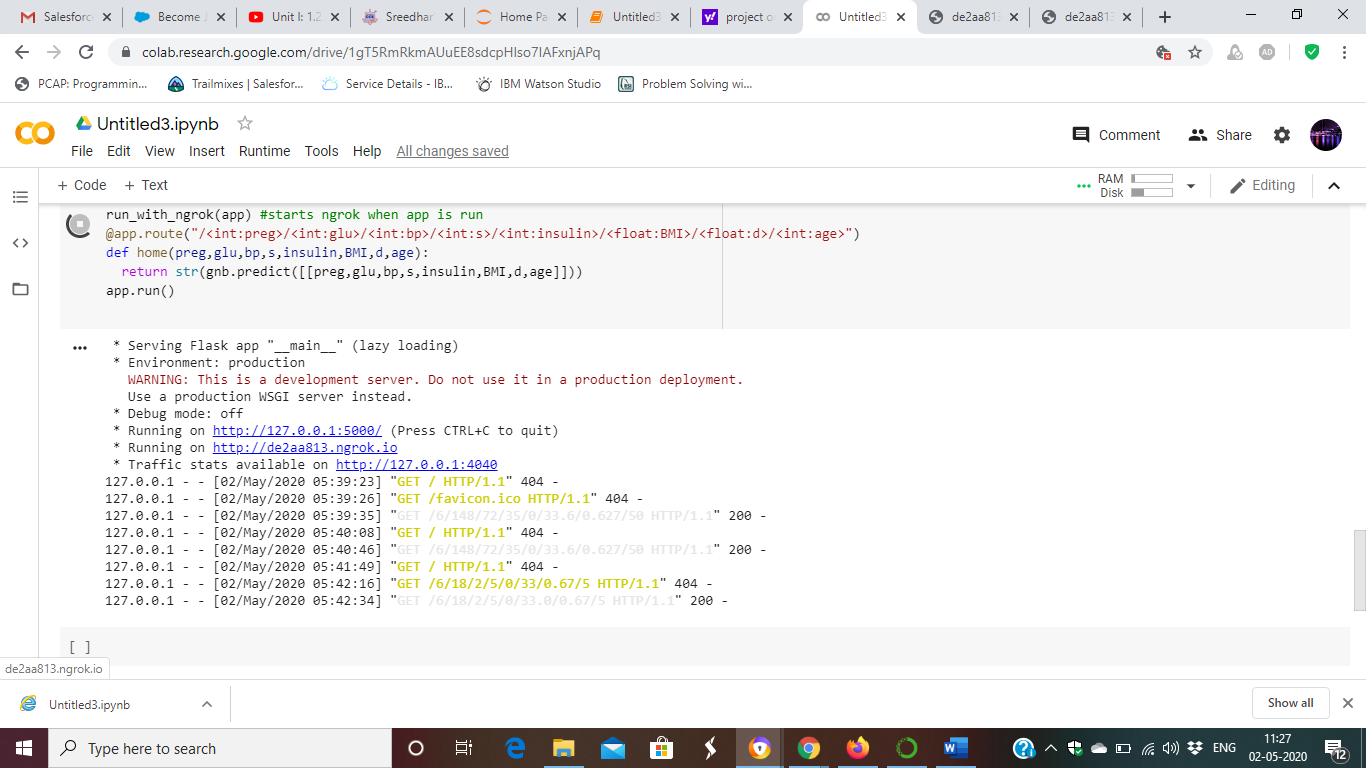 Salesforc
Become J
Unit I: 1.2
Sreedhar
Home Pa
Untitled3
project o
Untitled3
de2aa813
de2aa813
colab.research.google.com/drive/1gT5RmRkmAUuEE8sdcpHIso7IAFxnjAPq
PCAP: Programmin... Trailmixes | Salesfor... Service Details - IB... IBM Watson Studio Problem Solving wi...
Untitled3.ipynb
File Edit View Insert Runtime Tools Help All changes saved
Comment Share
+ Code + Text
RAM
Disk
Editing
run_with_ngrok(app) #starts ngrok when app is run
@app.route("/<int:preg>/<int:glu>/<int:bp>/<int:s>/<int:insulin>/<float:BMI>/<float:d>/<int:age>")
def home(preg,glu,bp,s,insulin,BMI,d,age):
return str(gnb.predict([[preg,glu,bp,s,insulin,BMI,d,age]]))
app.run()
* Serving Flask app "__main__" (lazy loading)
* Environment: production
WARNING: This is a development server. Do not use it in a production deployment.
Use a production WSGI server instead.
* Debug mode: off
* Running on http://127.0.0.1:5000/ (Press CTRL+C to quit)
* Running on http://de2aa813.ngrok.io
* Traffic stats available on http://127.0.0.1:4040
127.0.0.1 - - [02/May/2020 05:39:23] "GET / HTTP/1.1" 404 -
127.0.0.1 - - [02/May/2020 05:39:26] "GET /favicon.ico HTTP/1.1" 404 -
127.0.0.1 - - [02/May/2020 05:39:35] "GET /6/148/72/35/0/33.6/0.627/50 HTTP/1.1" 200 -
127.0.0.1 - - [02/May/2020 05:40:08] "GET / HTTP/1.1" 404 -
127.0.0.1 - - [02/May/2020 05:40:46] "GET /6/148/72/35/0/33.6/0.627/50 HTTP/1.1" 200 -
127.0.0.1 - - [02/May/2020 05:41:49] "GET / HTTP/1.1" 404 -
127.0.0.1 - - [02/May/2020 05:42:16] "GET /6/18/2/5/0/33/0.67/5 HTTP/1.1" 404 -
127.0.0.1 - - [02/May/2020 05:42:34] "GET /6/18/2/5/0/33.0/0.67/5 HTTP/1.1" 200 -
[ ]
de2aa813.ngrok.io
Untitled3.ipynb
Show all
Type here to search
ENG
11:27
02-05-2020
12